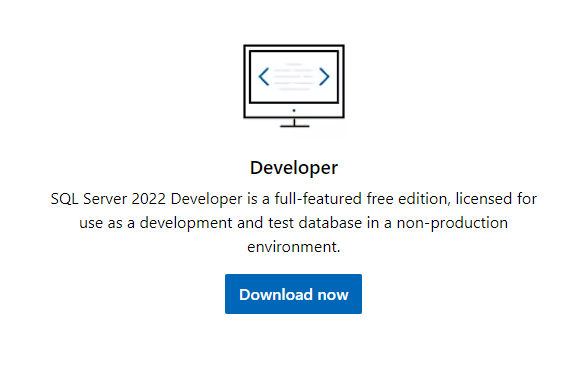 Developer
SQL Server 2022 Developer is a full-featured free edition, licensed for
use as a development and test database in a non-production
environment.
Download now